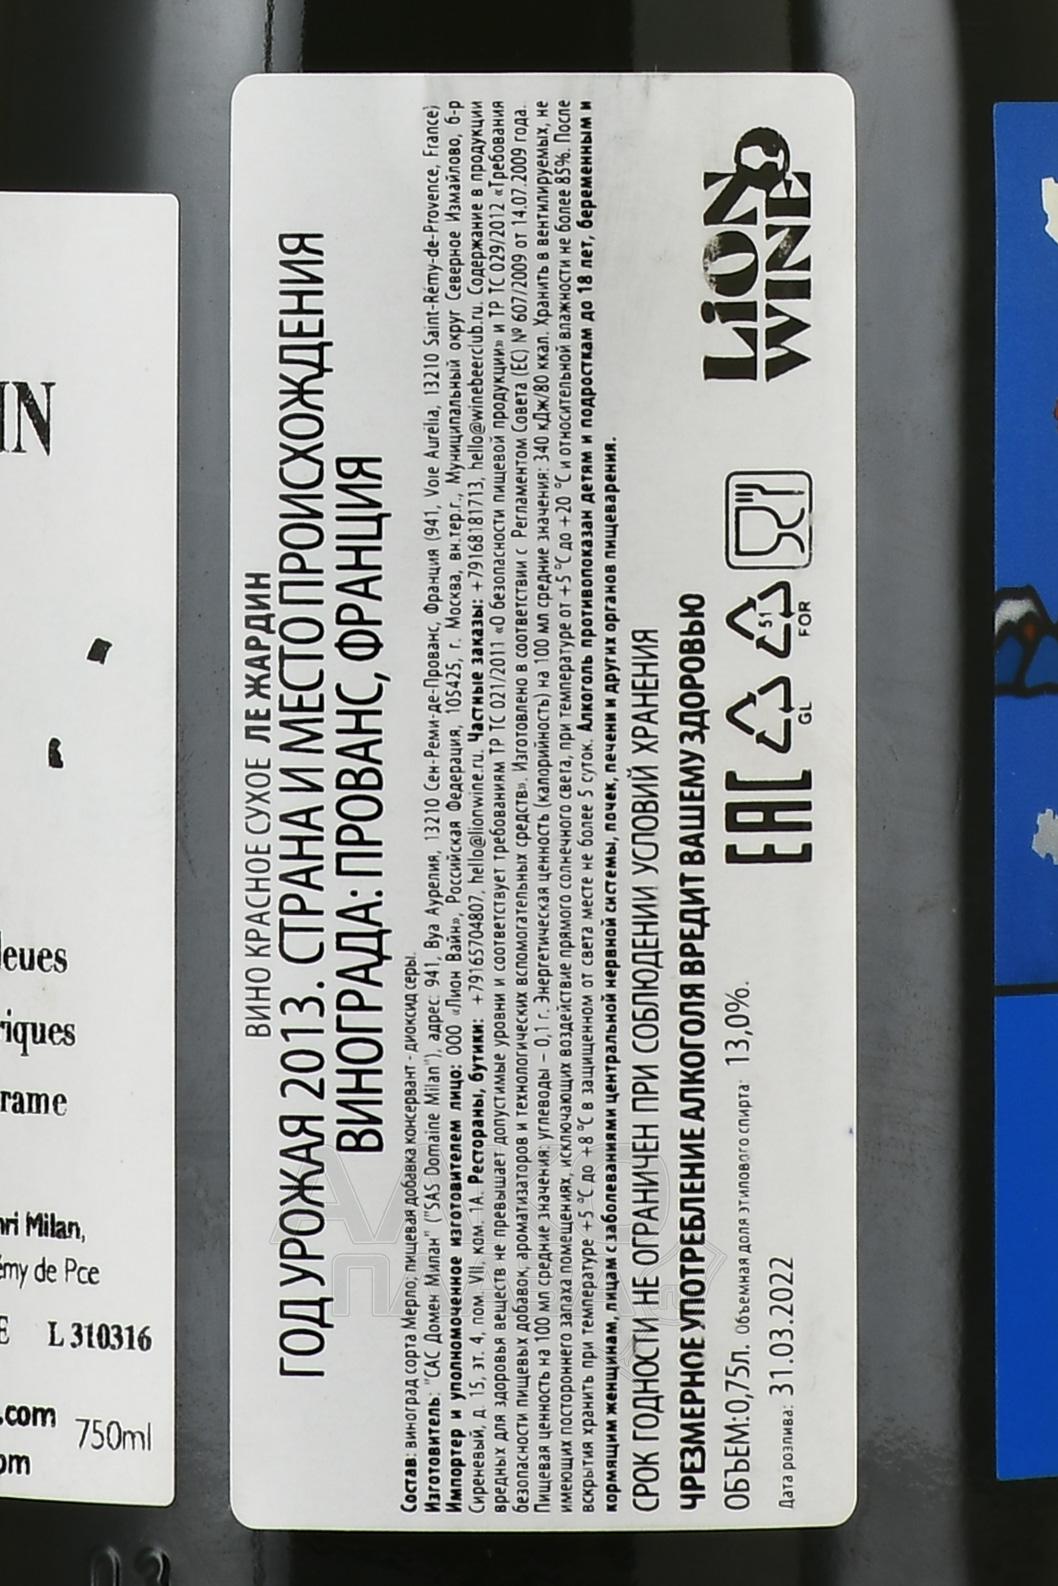 IN
leues
riques
rame
nri Milan,
émy de Pce
E L 310316
.com
750ml
om
ВИНО КРАСНОЕ СУХОЕ ЛЕ ЖАРДИН
ГОД УРОЖАЯ 2013. СТРАНА И МЕСТО ПРОИСХОЖДЕНИЯ
ВИНОГРАДА: ПРОВАНС, ФРАНЦИЯ
Состав: виноград сорта Мерло; пищевая добавка консервант - диоксид серы.
Изготовитель: "САС Домен Милан" ("SAS Domaine Milan"), адрес: 941, Вуа Аурелия, 13210 Сен-Реми-де-Прованс, Франция (941, Voie Aurélia, 13210 Saint-Rémy-de-Provence, France)
Импортер и уполномоченное изготовителем лицо: ООО «Лион Вайн», Российская Федерация, 105425, г. Москва, вн.тер.г., Муниципальный округ Северное Измайлово, б-р
Сиреневый, д. 15, эт. 4, пом. VII, ком. 1А. Рестораны, бутики: +79165704807, hello@lionwine.ru. Частные заказы: +79168181713, hello@winebeerclub.ru. Содержание в продукции
вредных для здоровья веществ не превышает допустимые уровни и соответствует требованиям ТР ТС 021/2011 «О безопасности пищевой продукции» и ТР ТС 029/2012 «Требования
безопасности пищевых добавок, ароматизаторов и технологических вспомогательных средств». Изготовлено в соответствии с Регламентом Совета (ЕС) № 607/2009 от 14.07.2009 года.
Пищевая ценность на 100 мл средние значения: углеводы – 0,1 г. Энергетическая ценность (калорийность) на 100 мл средние значения: 340 кДж/80 ккал. Хранить в вентилируемых, не
имеющих постороннего запаха помещениях, исключающих воздействие прямого солнечного света, при температуре от +5 °С до +20 °С и относительной влажности не более 85%. После
вскрытия хранить при температуре +5 °С до +8 °С в защищенном от света месте не более 5 суток. Алкоголь противопоказан детям и подросткам до 18 лет, беременным и
кормящим женщинам, лицам с заболеваниями центральной нервной системы, почек, печени и других органов пищеварения.
СРОК ГОДНОСТИ НЕ ОГРАНИЧЕН ПРИ СОБЛЮДЕНИИ УСЛОВИЙ ХРАНЕНИЯ
ЧРЕЗМЕРНОЕ УПОТРЕБЛЕНИЕ АЛКОГОЛЯ ВРЕДИТ ВАШЕМУ ЗДОРОВЬЮ
ОБЪЕМ:0,75л. Объемная доля этилового спирта: 13,0%.
Дата розлива: 31.03.2022
EAC
GL
51
FOR
LION
WINE